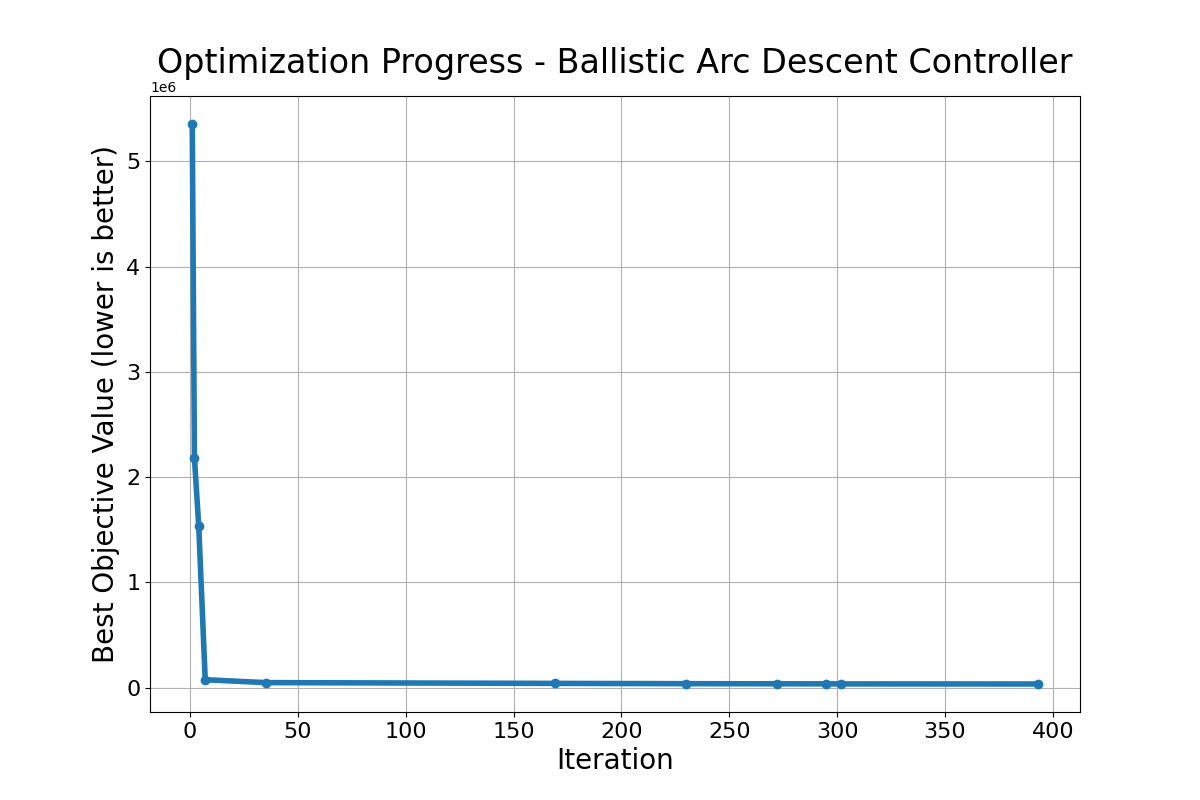 Optimization Progress - Ballistic Arc Descent Controller
1e6
Best Objective Value (lower is better)
5
4
3
2
1
0
0 50 100 150 200 250 300 350 400
Iteration